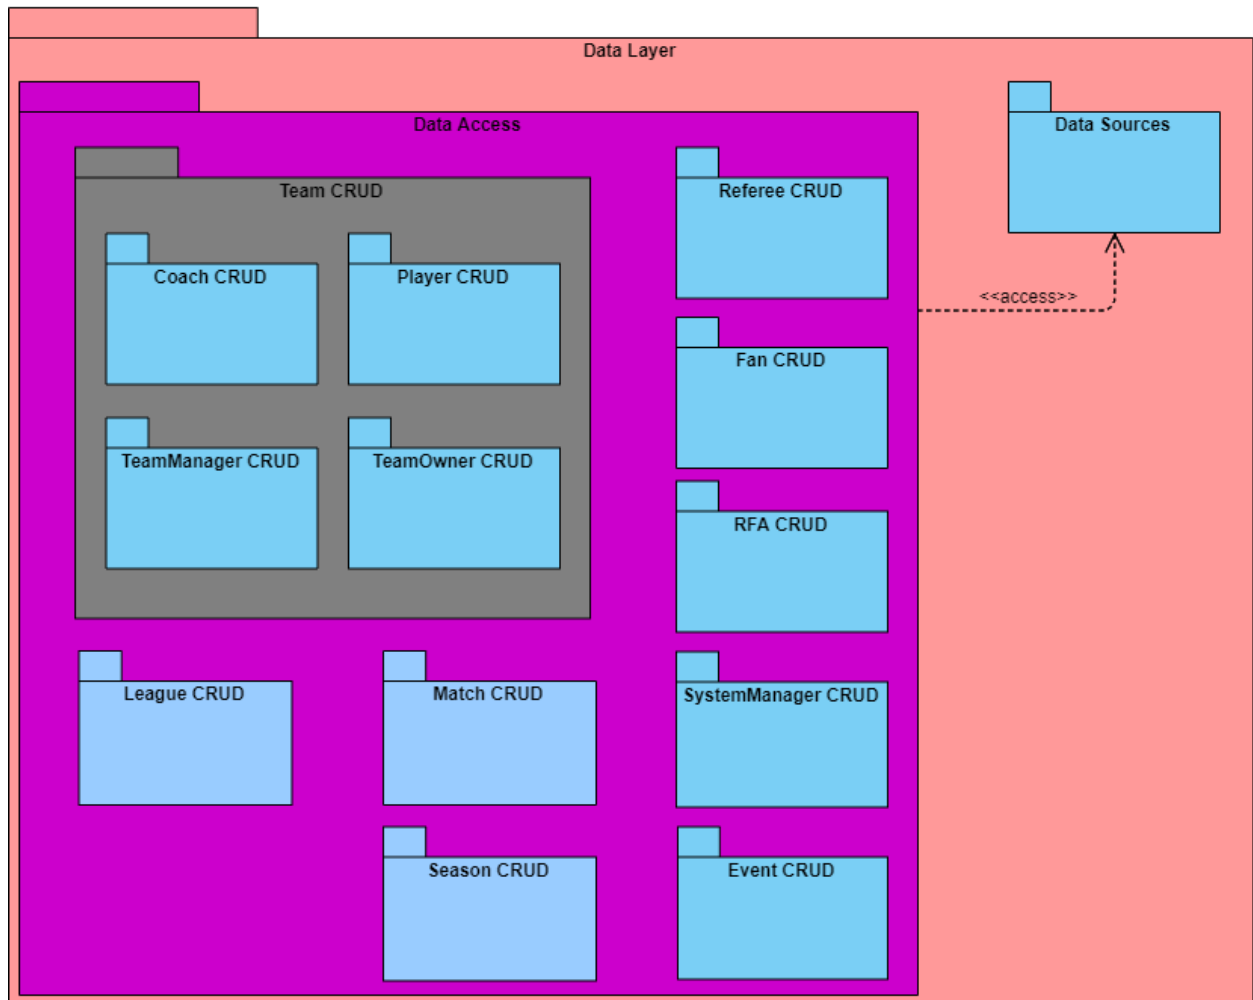 Data Layer
Data Access
Data Sources
Team CRUD
Referee CRUD
Coach CRUD
Player CRUD
<<access>>
Fan CRUD
TeamManager CRUD
TeamOwner CRUD
RFA CRUD
League CRUD
Match CRUD
SystemManager CRUD
Season CRUD
Event CRUD